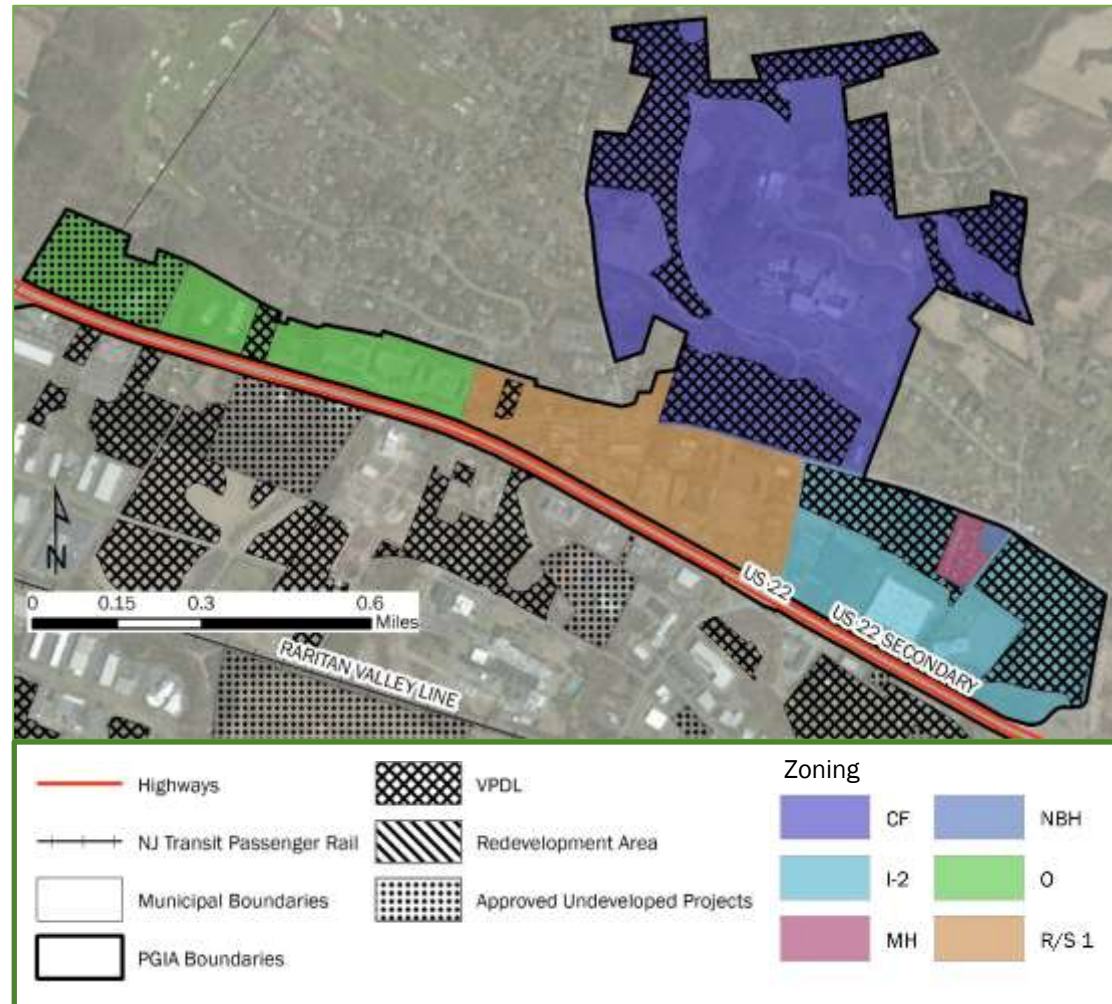 US 22
US 22 SECONDARY
N
0 0.15 0.3 0.6
Miles
RARITAN VALLEY LINE
Highways
NJ Transit Passenger Rail
Municipal Boundaries
PGIA Boundaries
VPDL
Redevelopment Area
Approved Undeveloped Projects
Zoning
CF
NBH
I-2
O
MH
R/S 1